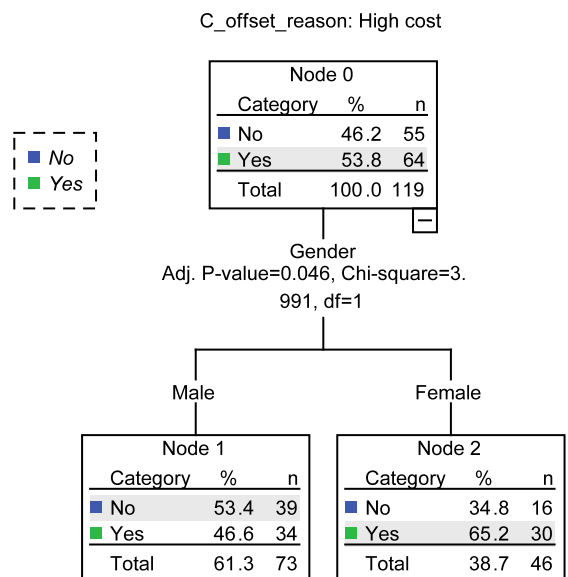 C_offset_reason: High cost
Node 0
Category % n
No 46.2 55
Yes 53.8 64
Total 100.0 119
No
Yes
Gender
Adj. P-value=0.046, Chi-square=3.
991, df=1
Male
Female
Node 1
Category % n
No 53.4 39
Yes 46.6 34
Total 61.3 73
Node 2
Category % n
No 34.8 16
Yes 65.2 30
Total 38.7 46